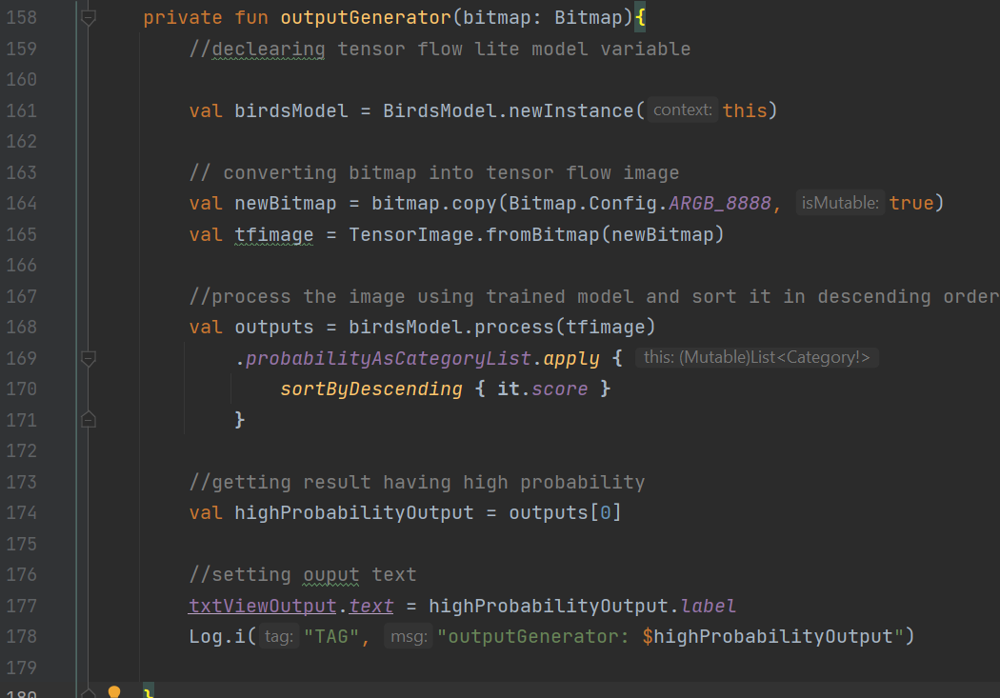 158 private fun outputGenerator(bitmap: Bitmap){
159 //declearing tensor flow lite model variable
160
161 val birdsModel = BirdsModel.newInstance( context: this)
162
163 // converting bitmap into tensor flow image
164 val newBitmap = bitmap.copy(Bitmap.Config.ARGB_8888, isMutable: true)
165 val tfimage = TensorImage.fromBitmap(newBitmap)
166
167 //process the image using trained model and sort it in descending order
168 val outputs = birdsModel.process(tfimage)
169 .probabilityAsCategoryList.apply { this: (Mutable)List<Category!>
170 sortByDescending { it.score }
171 }
172
173 //getting result having high probability
174 val highProbabilityOutput = outputs[0]
175
176 //setting ouput text
177 txtViewOutput.text = highProbabilityOutput.label
178 Log.i( tag: "TAG", msg: "outputGenerator: $highProbabilityOutput")
179
180 }